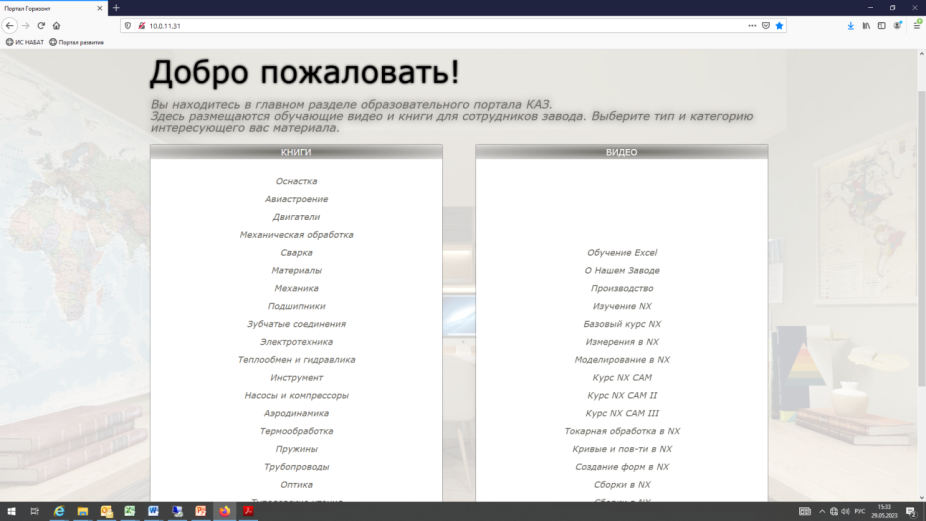 Портал Горизонт
10.0.11.31
ИС НАБАТ
Портал развития
Добро пожаловать!
Вы находитесь в главном разделе образовательного портала КАЗ.
Здесь размещаются обучающие видео и книги для сотрудников завода. Выберите тип и категорию
интересующего вас материала.
КНИГИ
Оснастка
Авиастроение
Двигатели
Механическая обработка
Сварка
Материалы
Механика
Подшипники
Зубчатые соединения
Электротехника
Теплообмен и гидравлика
Инструмент
Насосы и компрессоры
Аэродинамика
Термообработка
Пружины
Трубопроводы
Оптика
ВИДЕО
Обучение Excel
О Нашем Заводе
Производство
Изучение NX
Базовый курс NX
Измерения в NX
Моделирование в NX
Курс NX CAM
Курс NX CAM II
Курс NX CAM III
Токарная обработка в NX
Кривые и пов-ти в NX
Создание форм в NX
Сборки в NX
РУС
15:33
29.05.2023